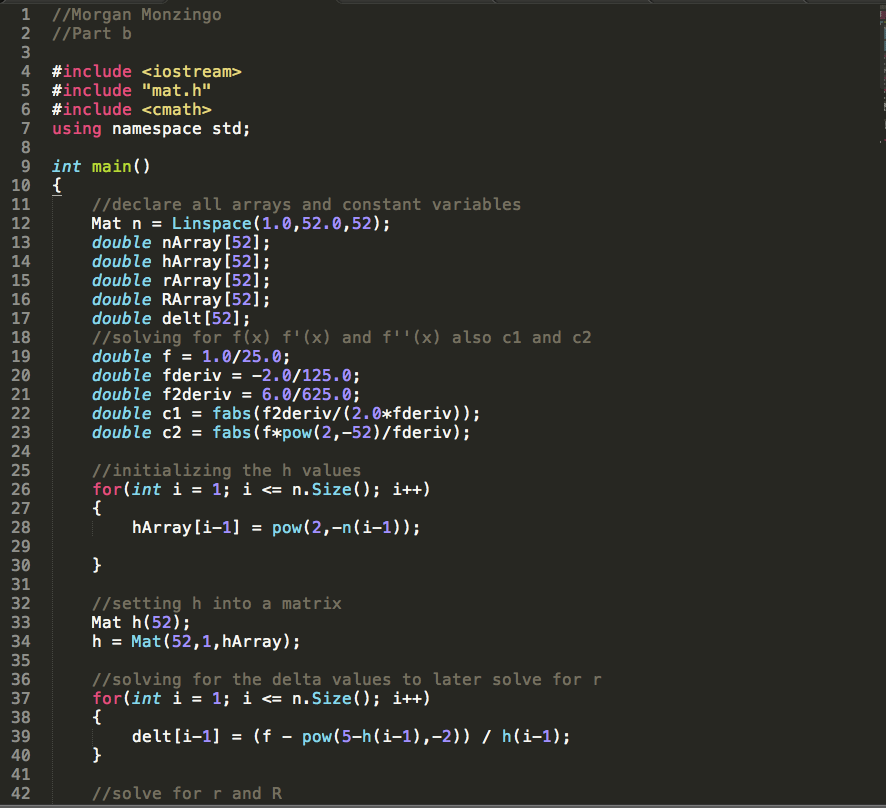 1 //Morgan Monzingo
2 //Part b
3
4 #include <iostream>
5 #include "mat.h"
6 #include <cmath>
7 using namespace std;
8
9 int main()
10 {
11     //declare all arrays and constant variables
12     Mat n = Linspace(1.0,52.0,52);
13     double nArray[52];
14     double hArray[52];
15     double rArray[52];
16     double RArray[52];
17     double delt[52];
18     //solving for f(x) f'(x) and f''(x) also c1 and c2
19     double f = 1.0/25.0;
20     double fderiv = -2.0/125.0;
21     double f2deriv = 6.0/625.0;
22     double c1 = fabs(f2deriv/(2.0*fderiv));
23     double c2 = fabs(f*pow(2,-52)/fderiv);
24
25     //initializing the h values
26     for(int i = 1; i <= n.Size(); i++)
27     {
28         hArray[i-1] = pow(2,-n(i-1));
29
30     }
31
32     //setting h into a matrix
33     Mat h(52);
34     h = Mat(52,1,hArray);
35
36     //solving for the delta values to later solve for r
37     for(int i = 1; i <= n.Size(); i++)
38     {
39         delt[i-1] = (f - pow(5-h(i-1),-2)) / h(i-1);
40     }
41
42     //solve for r and R